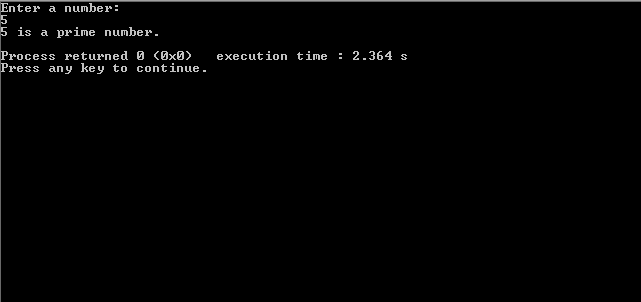 Enter a number:
5
5 is a prime number.
Process returned 0 (0x0)   execution time : 2.364 s
Press any key to continue.